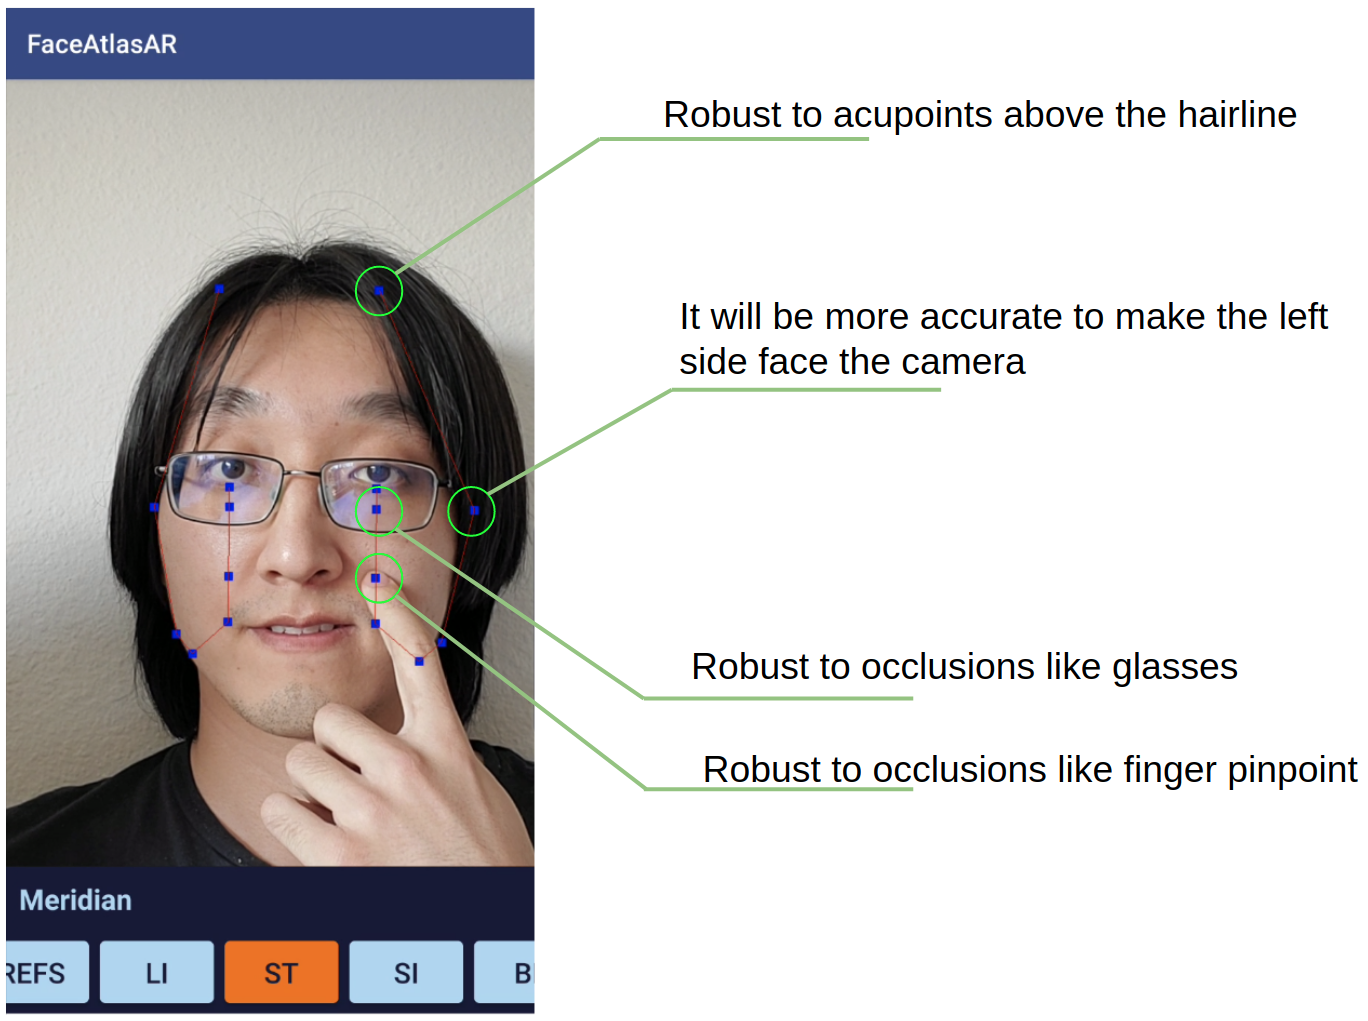 FaceAtlasAR
Robust to acupoints above the hairline
It will be more accurate to make the left
side face the camera
Robust to occlusions like glasses
Robust to occlusions like finger pinpoint
Meridian
REFS LI ST SI